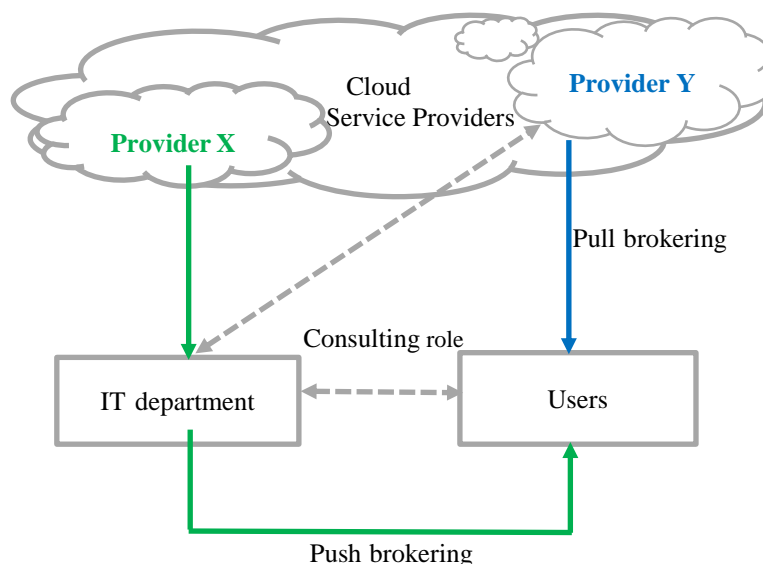 Cloud
Service Providers
Provider Y
Provider X
Pull brokering
Consulting role
IT department
Users
Push brokering